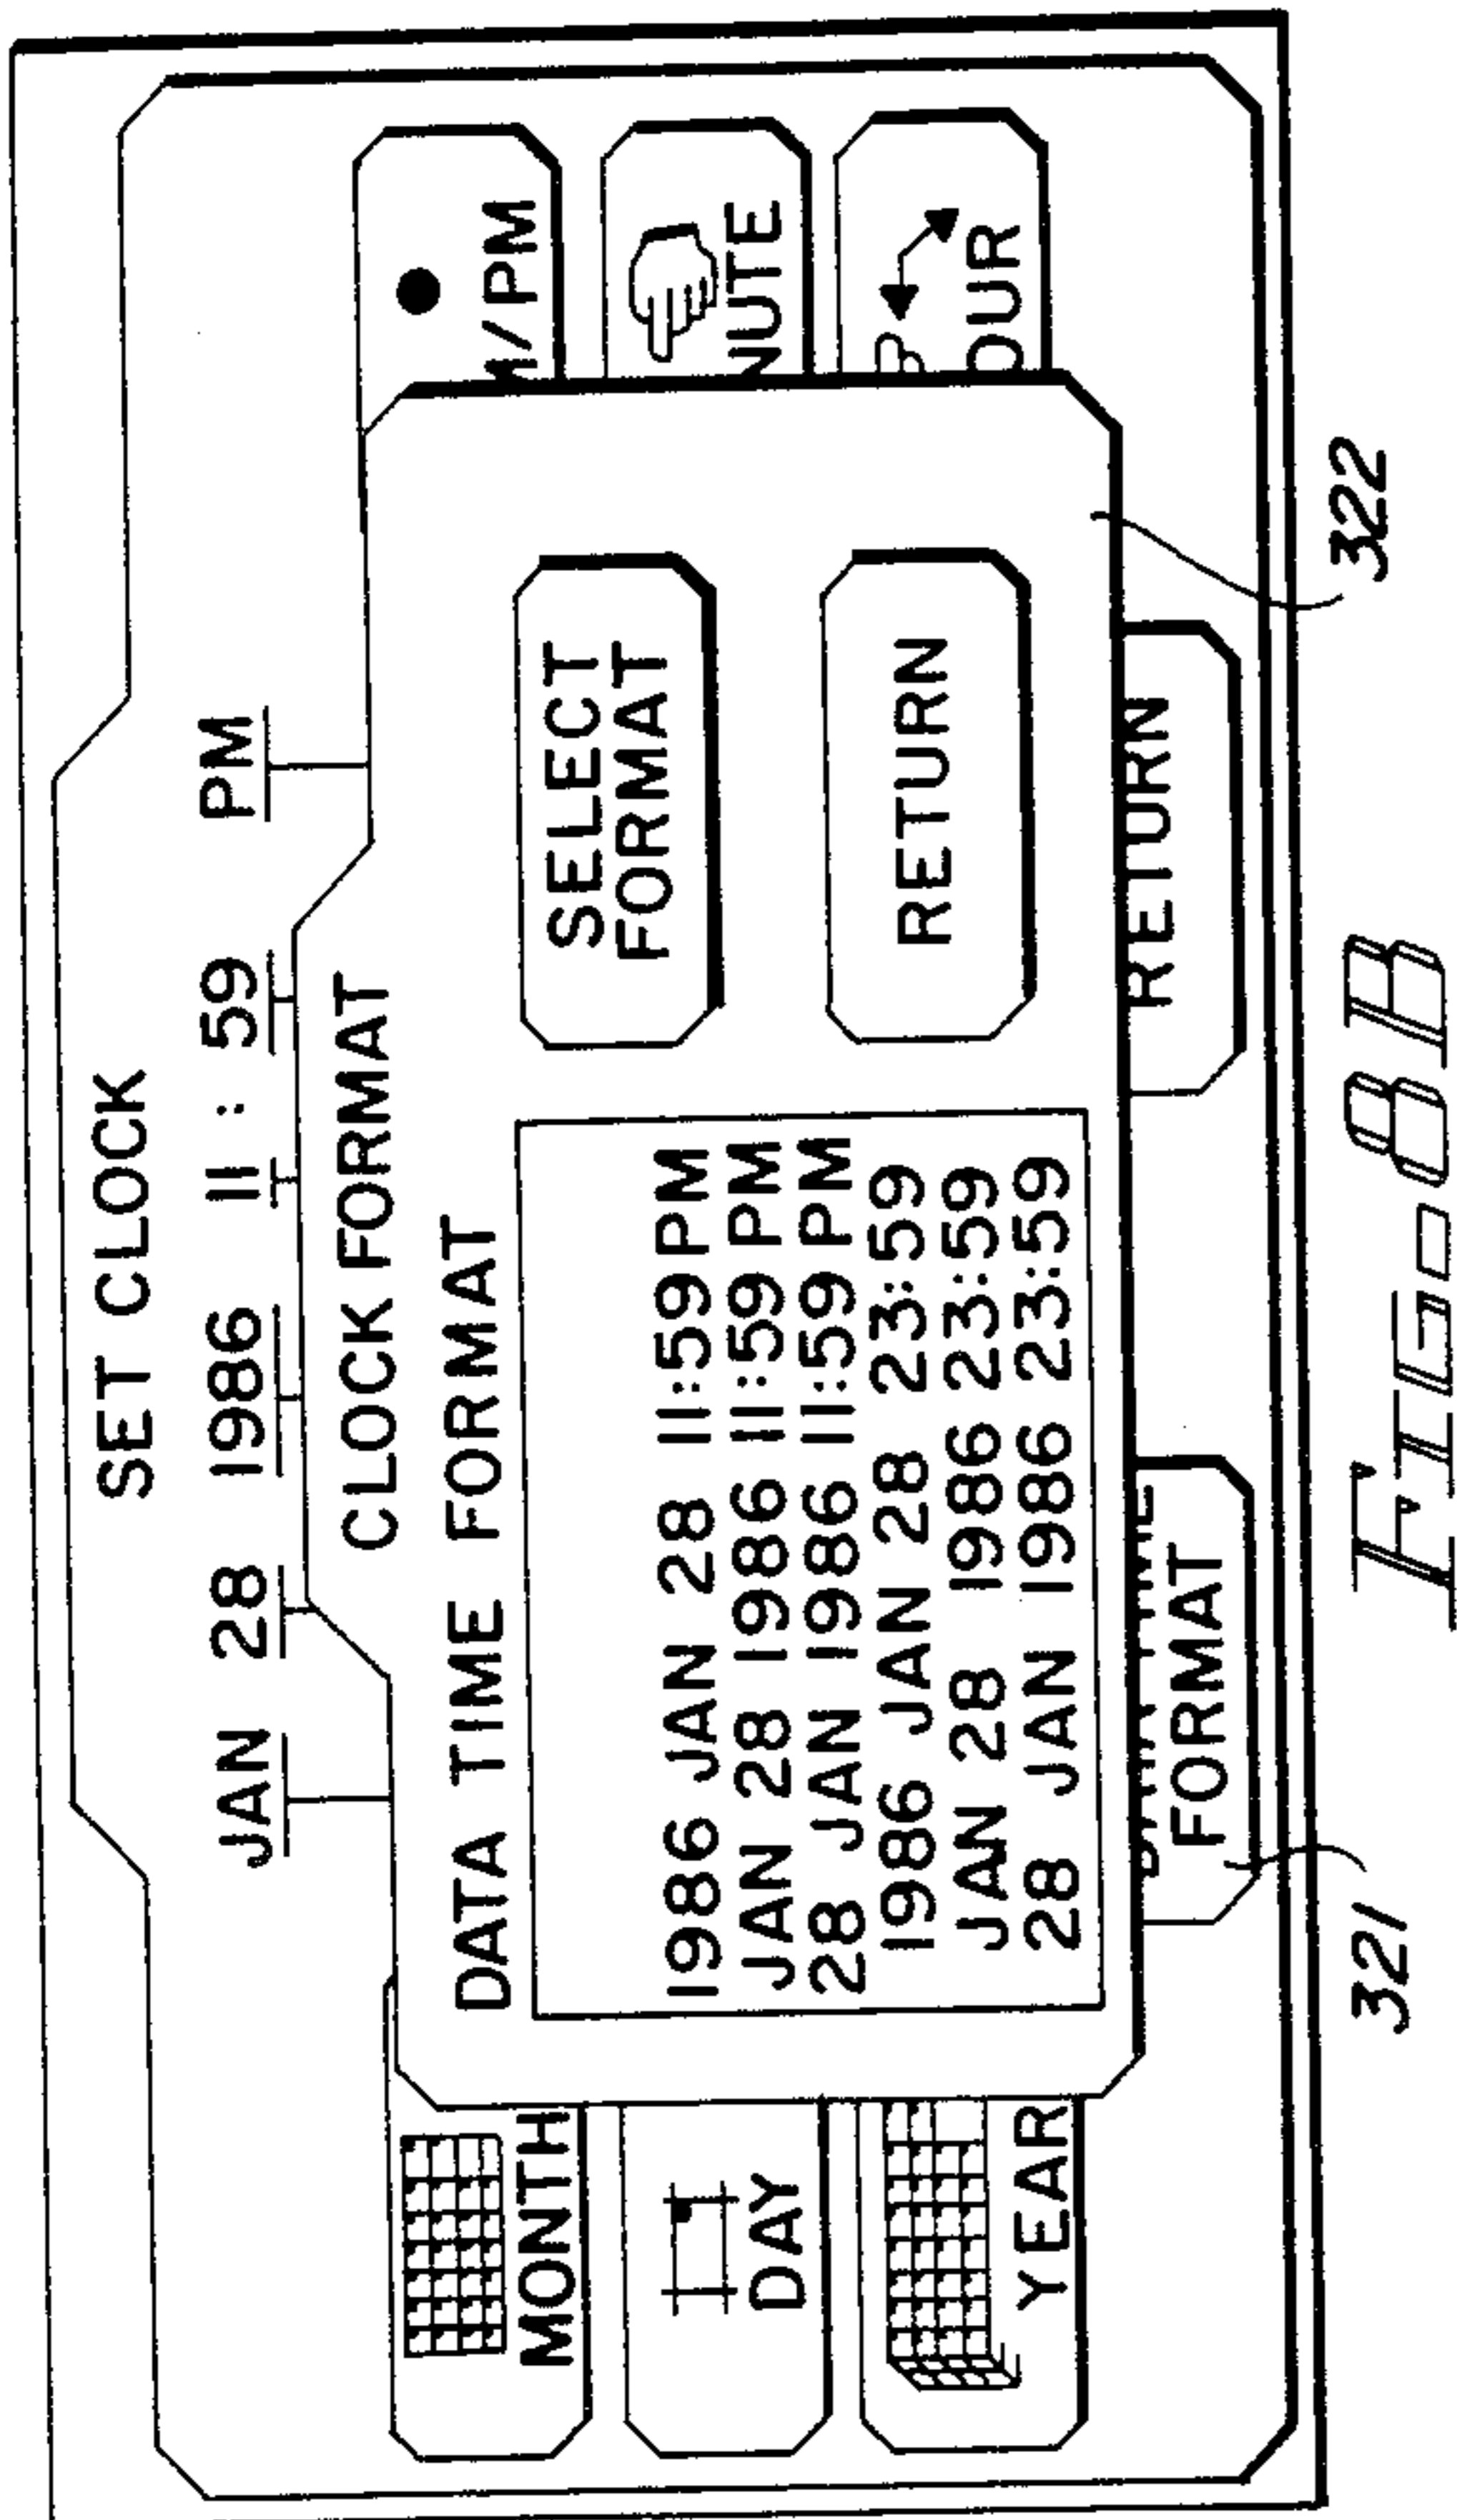 SET CLOCK
JAN 28 1986 11 : 59 PM
CLOCK FORMAT
DATA TIME FORMAT
1986 JAN 28 11:59 PM
JAN 28 1986 11:59 PM
28 JAN 1986 11:59 PM
1986 JAN 28 23:59
JAN 28 1986 23:59
28 JAN 1986 23:59
SELECT
FORMAT
RETURN
MONTH
DAY
YEAR
M/PM
NUTE
OUR
FORMAT
RETURN
321
322
FIG. 8B